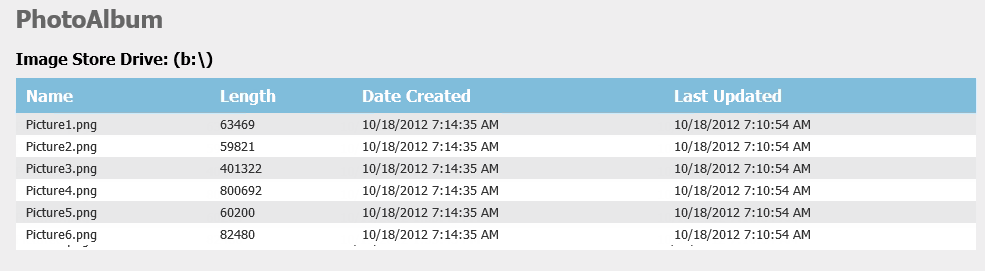 PhotoAlbum
Image Store Drive: (b:\)
Name Length Date Created Last Updated
Picture1.png 63469 10/18/2012 7:14:35 AM 10/18/2012 7:10:54 AM
Picture2.png 59821 10/18/2012 7:14:35 AM 10/18/2012 7:10:54 AM
Picture3.png 401322 10/18/2012 7:14:35 AM 10/18/2012 7:10:54 AM
Picture4.png 800692 10/18/2012 7:14:35 AM 10/18/2012 7:10:54 AM
Picture5.png 60200 10/18/2012 7:14:35 AM 10/18/2012 7:10:54 AM
Picture6.png 82480 10/18/2012 7:14:35 AM 10/18/2012 7:10:54 AM